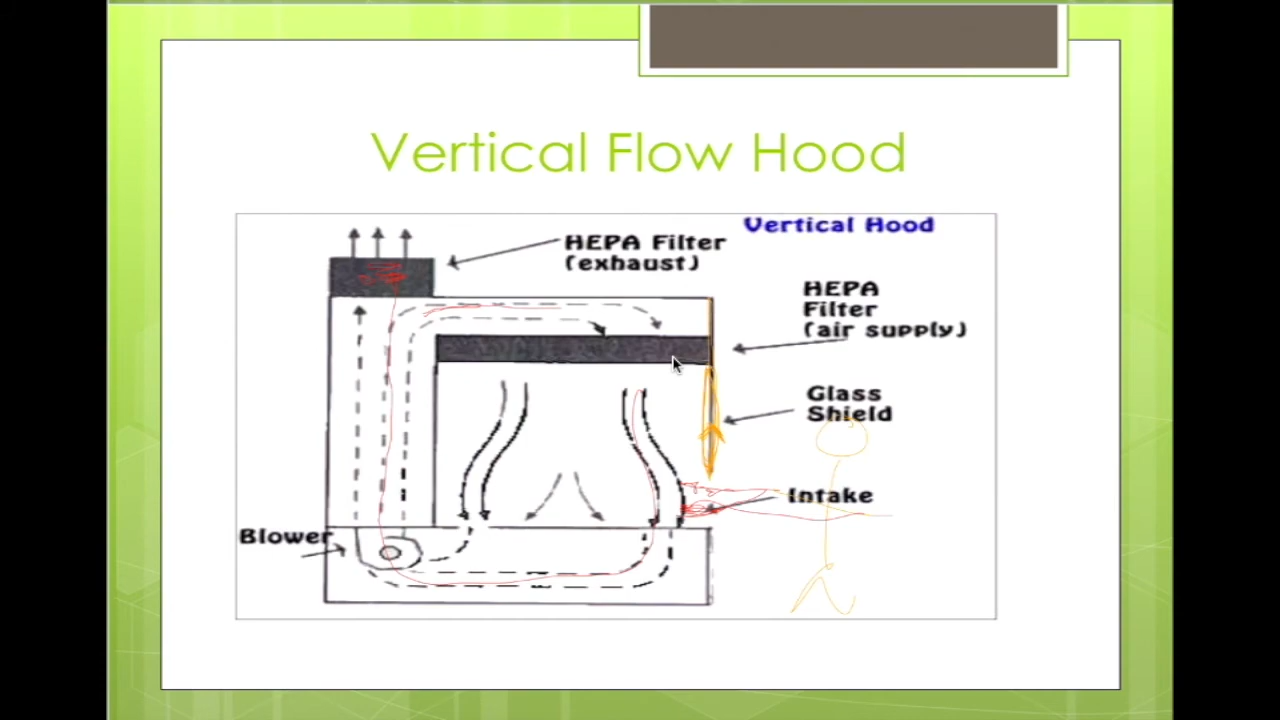 Vertical Flow Hood
Vertical Hood
HEPA Filter
(exhaust)
HEPA
Filter
(air supply)
Glass
Shield
Intake
Blower